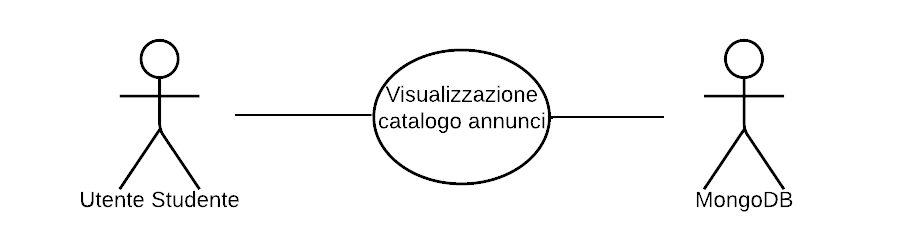 Visualizzazione
catalogo annunci
Utente Studente
MongoDB